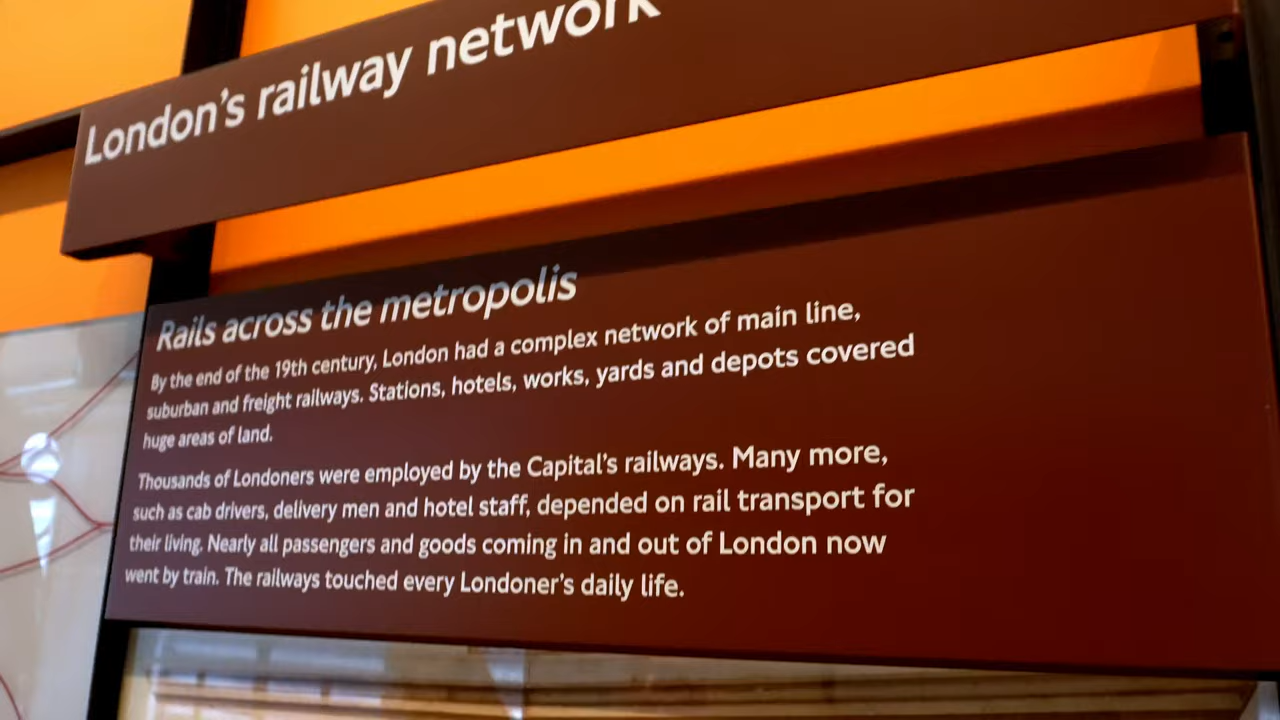 London's railway network
Rails across the metropolis
By the end of the 19th century, London had a complex network of main line,
suburban and freight railways. Stations, hotels, works, yards and depots covered
huge areas of land.
Thousands of Londoners were employed by the Capital's railways. Many more,
such as cab drivers, delivery men and hotel staff, depended on rail transport for
their living. Nearly all passengers and goods coming in and out of London now
went by train. The railways touched every Londoner's daily life.